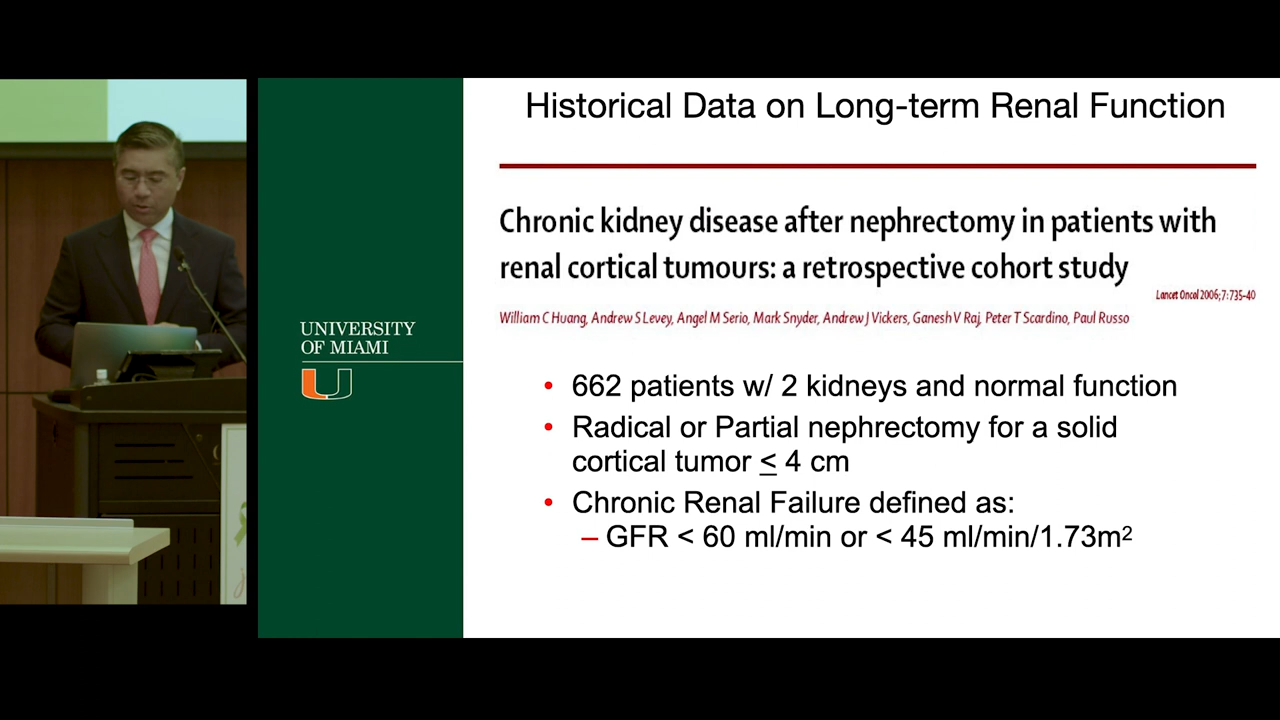 Historical Data on Long-term Renal Function
Chronic kidney disease after nephrectomy in patients with
renal cortical tumours: a retrospective cohort study
Lancet Oncol 2006; 7: 735-40
William C Huang, Andrew S Levey, Angel M Serio, Mark Snyder, Andrew J Vickers, Ganesh V Raj, Peter T Scardino, Paul Russo
UNIVERSITY
OF MIAMI
• 662 patients w/ 2 kidneys and normal function
• Radical or Partial nephrectomy for a solid
cortical tumor ≤ 4 cm
• Chronic Renal Failure defined as:
– GFR < 60 ml/min or < 45 ml/min/1.73m²